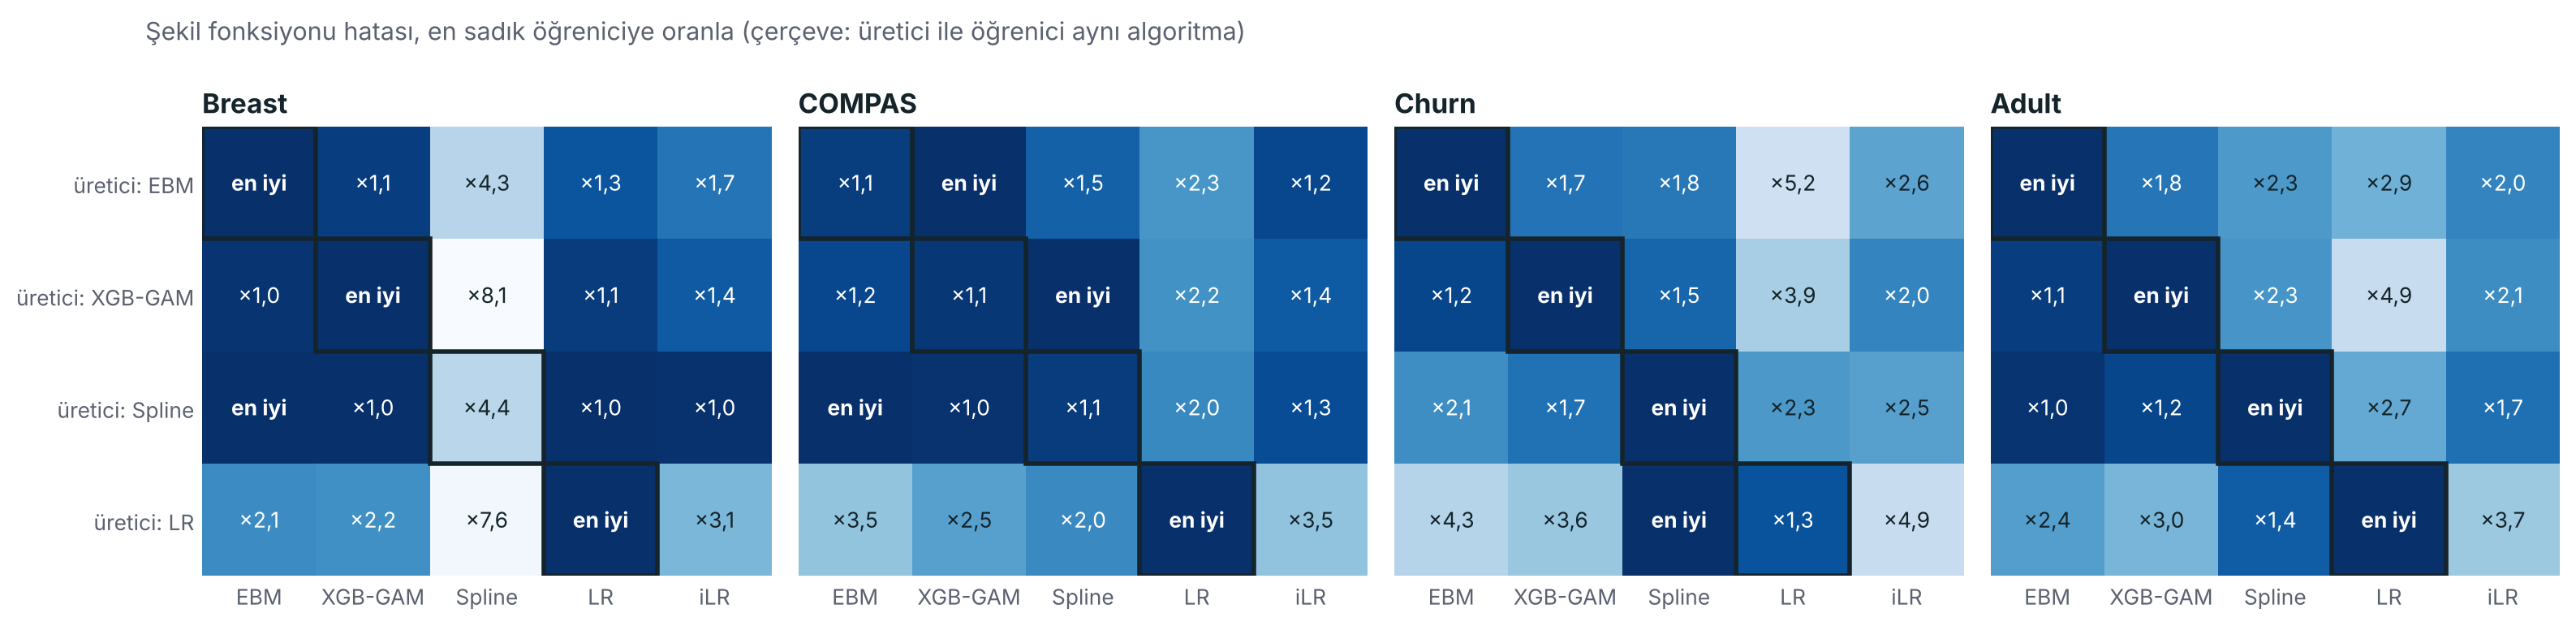 Şekil fonksiyonu hatası, en sadık öğreniciye oranla (çerçeve: üretici ile öğrenici aynı algoritma)
Breast COMPAS Churn Adult
üretici: EBM en iyi ×1,1 ×4,3 ×1,3 ×1,7 ×1,1 en iyi ×1,5 ×2,3 ×1,2 en iyi ×1,7 ×1,8 ×5,2 ×2,6 en iyi ×1,8 ×2,3 ×2,9 ×2,0
üretici: XGB-GAM ×1,0 en iyi ×8,1 ×1,1 ×1,4 ×1,2 ×1,1 en iyi ×2,2 ×1,4 ×1,2 en iyi ×1,5 ×3,9 ×2,0 ×1,1 en iyi ×2,3 ×4,9 ×2,1
üretici: Spline en iyi ×1,0 ×4,4 ×1,0 ×1,0 en iyi ×1,0 ×1,1 ×2,0 ×1,3 ×2,1 ×1,7 en iyi ×2,3 ×2,5 ×1,0 ×1,2 en iyi ×2,7 ×1,7
üretici: LR ×2,1 ×2,2 ×7,6 en iyi ×3,1 ×3,5 ×2,5 ×2,0 en iyi ×3,5 ×4,3 ×3,6 en iyi ×1,3 ×4,9 ×2,4 ×3,0 ×1,4 en iyi ×3,7
EBM XGB-GAM Spline LR iLR EBM XGB-GAM Spline LR iLR EBM XGB-GAM Spline LR iLR EBM XGB-GAM Spline LR iLR